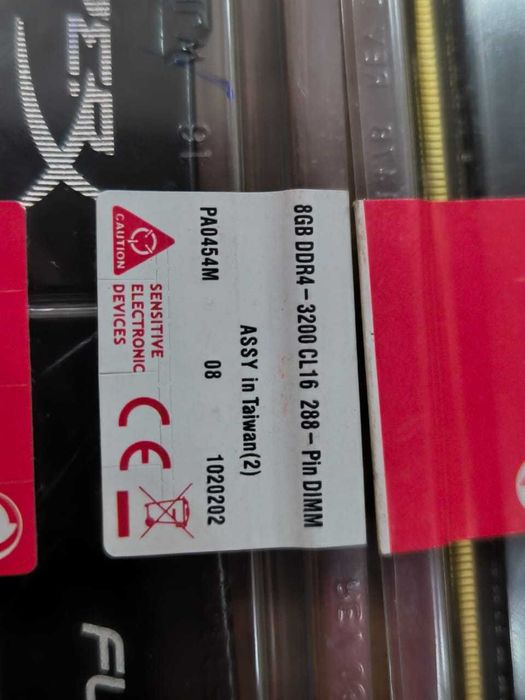 8GB DDR4-3200 CL16 288-Pin DIMM
ASSY in Taiwan(2)
PA0454M 08 1020202
CAUTION
SENSITIVE
ELECTRONIC
DEVICES
CE